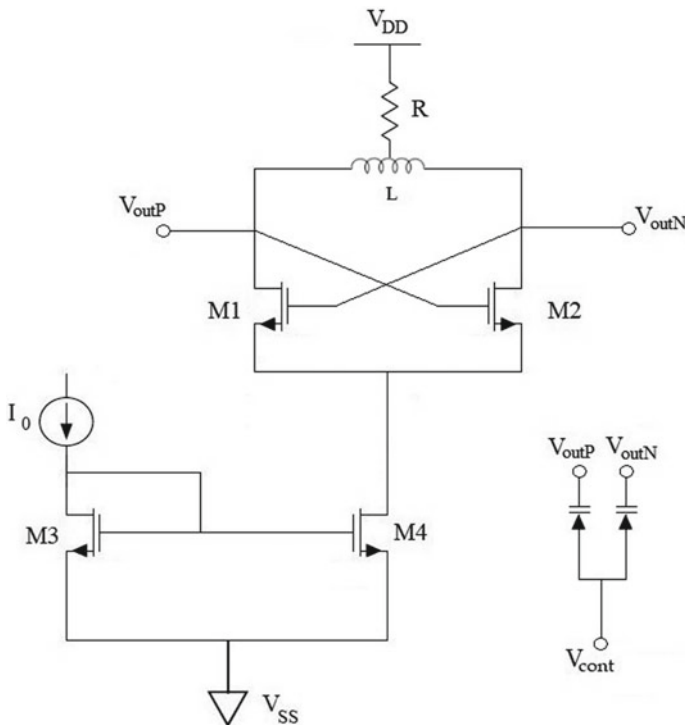 V_DD
R
L
V_outP
V_outN
M1
M2
I_0
V_outP
V_outN
M3
M4
V_cont
V_SS